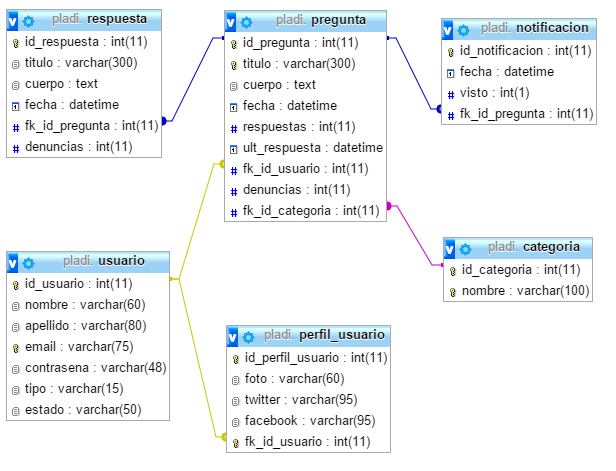 pladi. respuesta
id_respuesta : int(11)
titulo : varchar(300)
cuerpo : text
fecha : datetime
fk_id_pregunta : int(11)
denuncias : int(11)
pladi. pregunta
id_pregunta : int(11)
titulo : varchar(300)
cuerpo : text
fecha : datetime
respuestas : int(11)
ult_respuesta : datetime
fk_id_usuario : int(11)
denuncias : int(11)
fk_id_categoria : int(11)
pladi. notificacion
id_notificacion : int(11)
fecha : datetime
visto : int(1)
fk_id_pregunta : int(11)
pladi. usuario
id_usuario : int(11)
nombre : varchar(60)
apellido : varchar(80)
email : varchar(75)
contrasena : varchar(48)
tipo : varchar(15)
estado : varchar(50)
pladi. perfil_usuario
id_perfil_usuario : int(11)
foto : varchar(60)
twitter : varchar(95)
facebook : varchar(95)
fk_id_usuario : int(11)
pladi. categoria
id_categoria : int(11)
nombre : varchar(100)